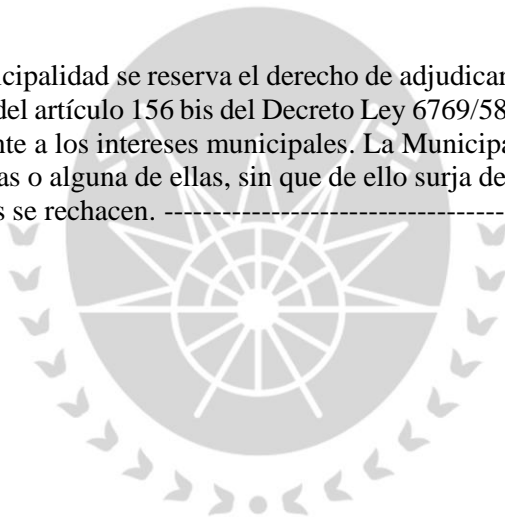 cipalidad se reserva el derecho de adjudicar
del artículo 156 bis del Decreto Ley 6769/58
nte a los intereses municipales. La Municipa
as o alguna de ellas, sin que de ello surja de
s se rechacen. -----------------------------------